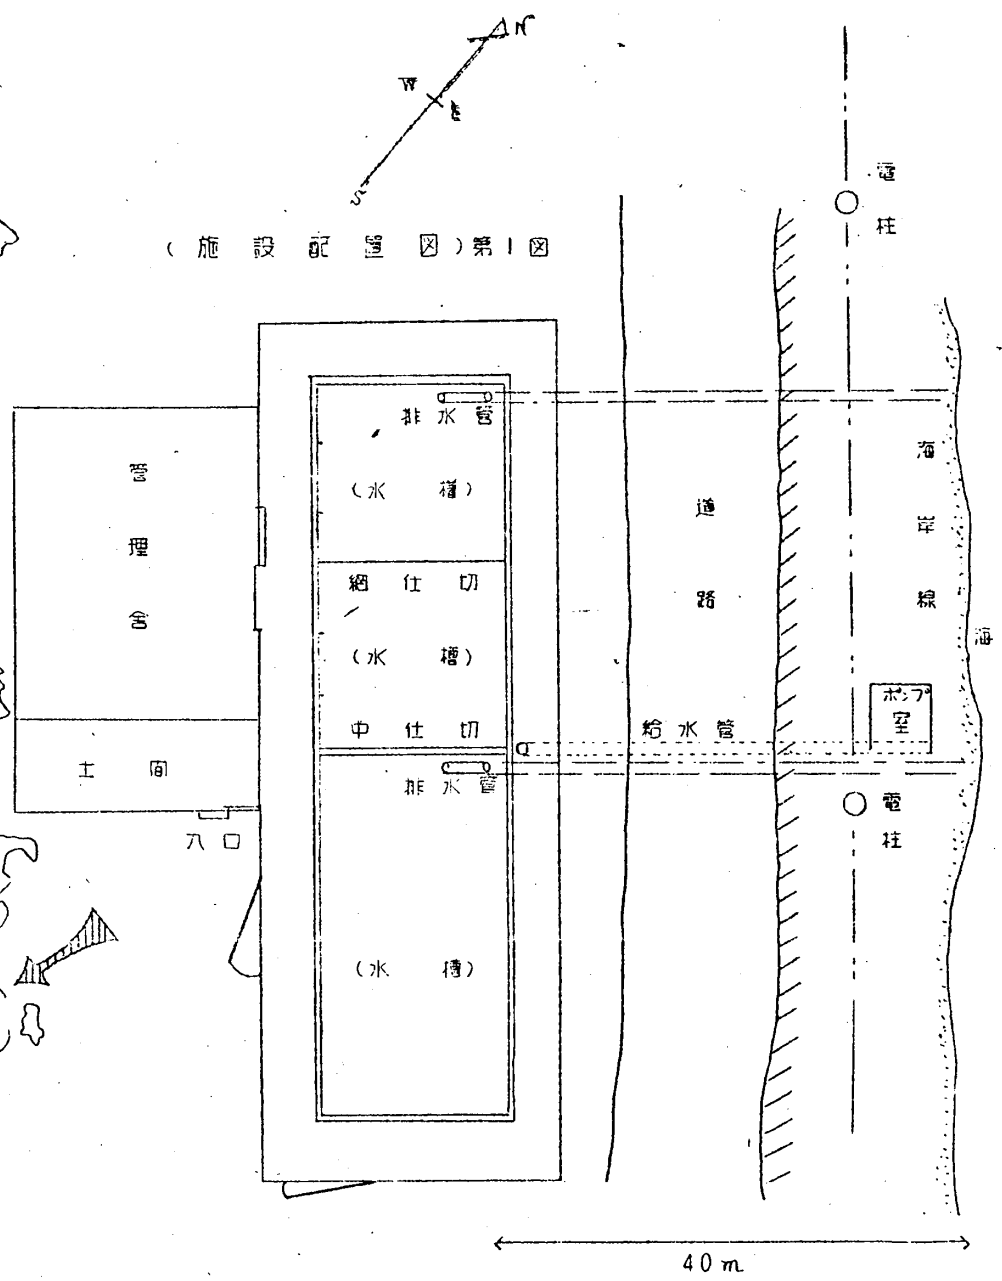 N
W
E
S
(施設配置図)第1図
電柱
排水管
管理舎
(水槽)
海岸線
道路
網仕切
海
(水槽)
ポンプ室
中仕切
給水管
土間
排水管
電柱
入口
(水槽)
40m